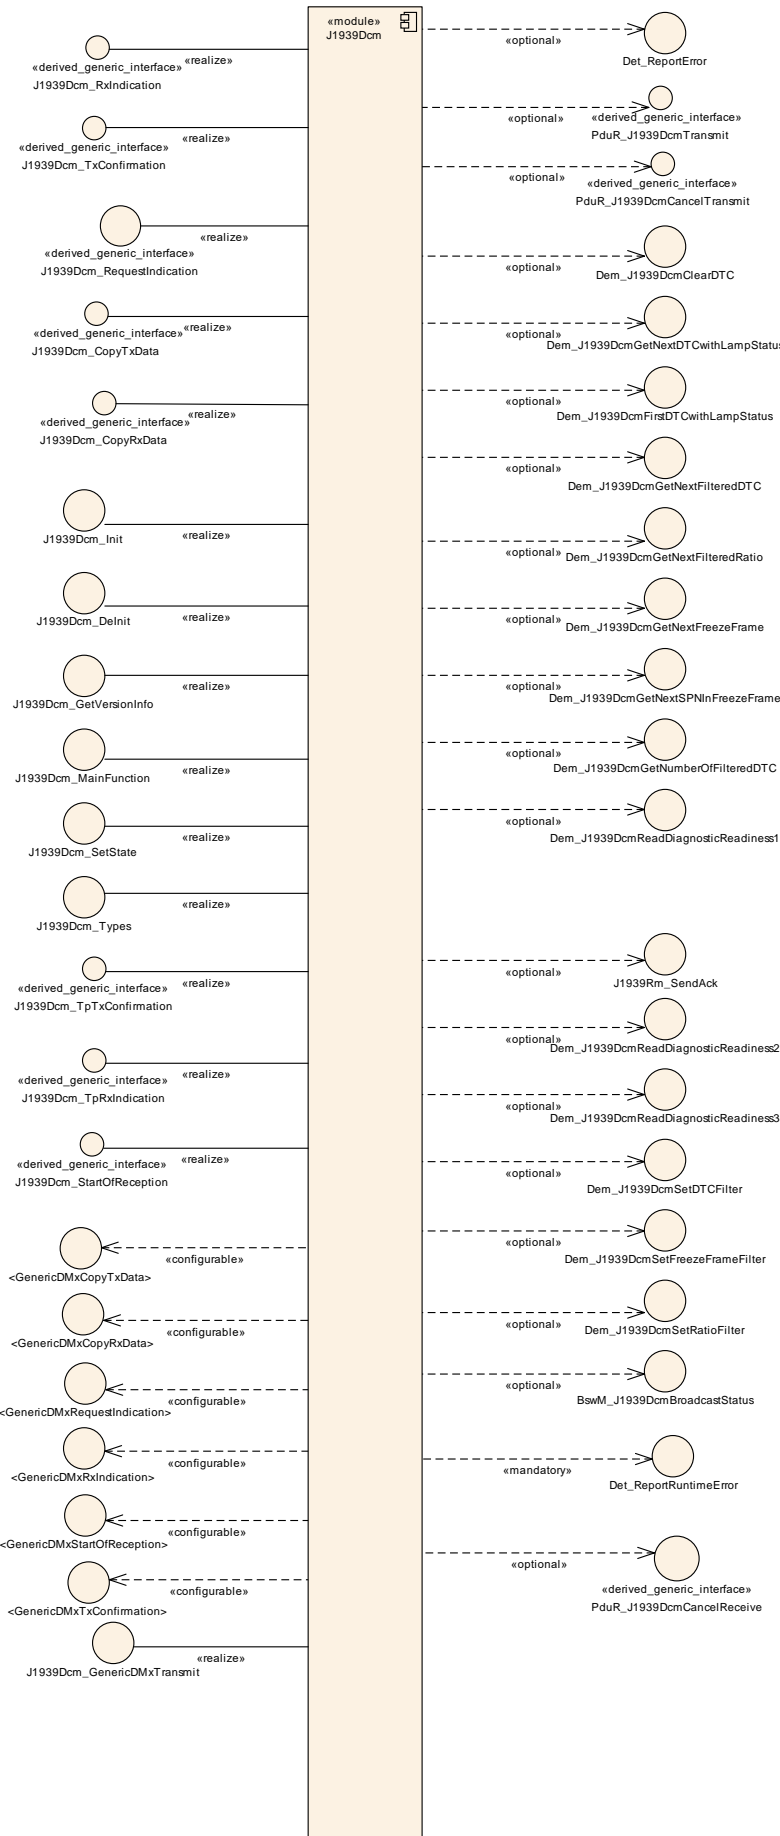 «module»
J1939Dcm
«realize»
«derived_generic_interface»
J1939Dcm_RxIndication
«realize»
«derived_generic_interface»
J1939Dcm_TxConfirmation
«realize»
«derived_generic_interface»
J1939Dcm_RequestIndication
«realize»
«derived_generic_interface»
J1939Dcm_CopyTxData
«realize»
«derived_generic_interface»
J1939Dcm_CopyRxData
«realize»
J1939Dcm_Init
«realize»
J1939Dcm_DeInit
«realize»
J1939Dcm_GetVersionInfo
«realize»
J1939Dcm_MainFunction
«realize»
J1939Dcm_SetState
«realize»
J1939Dcm_Types
«realize»
«derived_generic_interface»
J1939Dcm_TpTxConfirmation
«realize»
«derived_generic_interface»
J1939Dcm_TpRxIndication
«realize»
«derived_generic_interface»
J1939Dcm_StartOfReception
«configurable»
<GenericDMxCopyTxData>
«configurable»
<GenericDMxCopyRxData>
«configurable»
<GenericDMxRequestIndication>
«configurable»
<GenericDMxRxIndication>
«configurable»
<GenericDMxStartOfReception>
«configurable»
<GenericDMxTxConfirmation>
«realize»
J1939Dcm_GenericDMxTransmit
«optional»
Det_ReportError
«optional»
«derived_generic_interface»
PduR_J1939DcmTransmit
«optional»
«derived_generic_interface»
PduR_J1939DcmCancelTransmit
«optional»
Dem_J1939DcmClearDTC
«optional»
Dem_J1939DcmGetNextDTCwithLampStatus
«optional»
Dem_J1939DcmFirstDTCwithLampStatus
«optional»
Dem_J1939DcmGetNextFilteredDTC
«optional»
Dem_J1939DcmGetNextFilteredRatio
«optional»
Dem_J1939DcmGetNextFreezeFrame
«optional»
Dem_J1939DcmGetNextSPNInFreezeFrame
«optional»
Dem_J1939DcmGetNumberOfFilteredDTC
«optional»
Dem_J1939DcmReadDiagnosticReadiness1
«optional»
J1939Rm_SendAck
«optional»
Dem_J1939DcmReadDiagnosticReadiness2
«optional»
Dem_J1939DcmReadDiagnosticReadiness3
«optional»
Dem_J1939DcmSetDTCFilter
«optional»
Dem_J1939DcmSetFreezeFrameFilter
«optional»
Dem_J1939DcmSetRatioFilter
«optional»
BswM_J1939DcmBroadcastStatus
«mandatory»
Det_ReportRuntimeError
«optional»
«derived_generic_interface»
PduR_J1939DcmCancelReceive